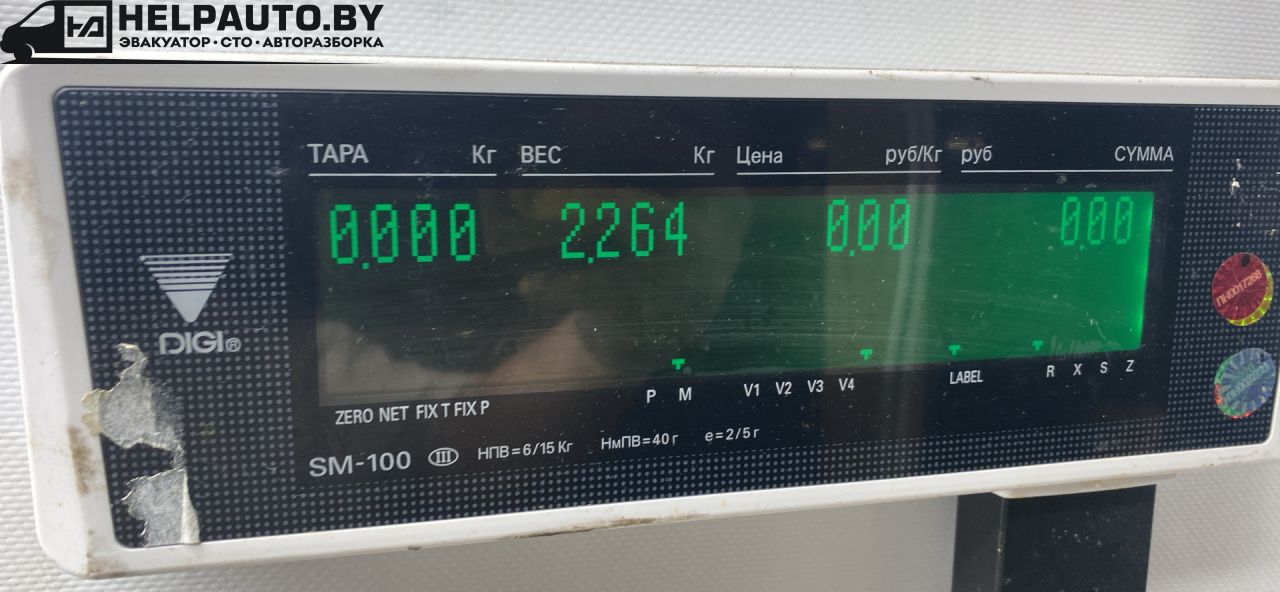 HELPAUTO.BY
ЭВАКУАТОР·СТО·АВТОРАЗБОРКА
ТАРА Кг ВЕС Кг Цена руб/Кг руб СУММА
0.000 2.264 0.00 0.00
DIGI®
P M V1 V2 V3 V4 LABEL R X S Z
ZERO NET FIX T FIX P
SM-100 III НПВ=6/15 Кг НмПВ=40 г e=2/5 г